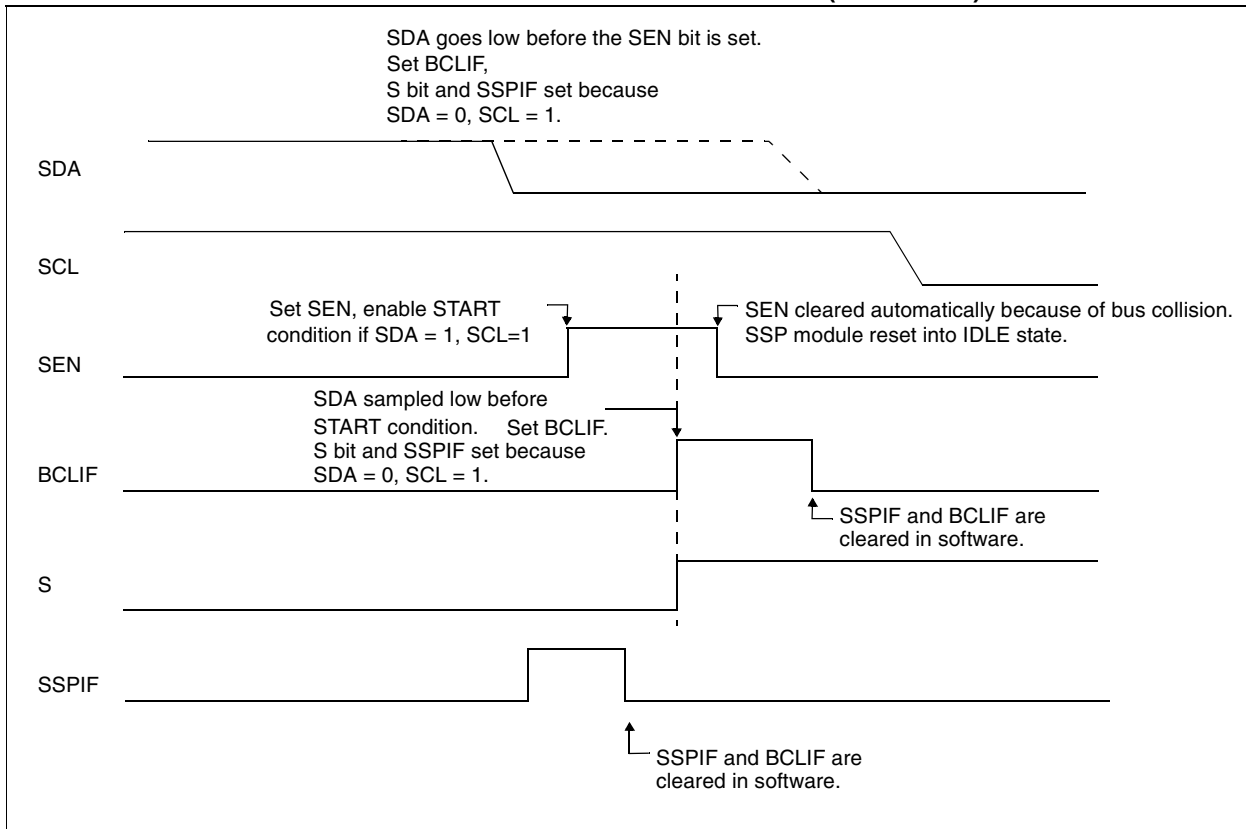 SDA goes low before the SEN bit is set.
Set BCLIF,
S bit and SSPIF set because
SDA = 0, SCL = 1.
SDA
SCL
Set SEN, enable START
condition if SDA = 1, SCL=1
SEN cleared automatically because of bus collision.
SSP module reset into IDLE state.
SEN
SDA sampled low before
START condition. Set BCLIF.
S bit and SSPIF set because
SDA = 0, SCL = 1.
BCLIF
SSPIF and BCLIF are
cleared in software.
S
SSPIF
SSPIF and BCLIF are
cleared in software.